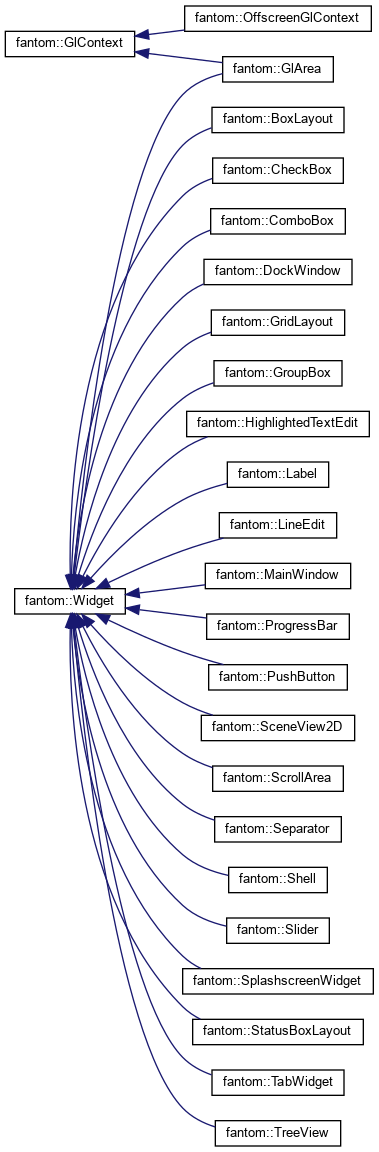 fantom::OffscreenGlContext
fantom::GlContext
fantom::GlArea
fantom::BoxLayout
fantom::CheckBox
fantom::ComboBox
fantom::DockWindow
fantom::GridLayout
fantom::GroupBox
fantom::HighlightedTextEdit
fantom::Label
fantom::LineEdit
fantom::MainWindow
fantom::Widget
fantom::ProgressBar
fantom::PushButton
fantom::SceneView2D
fantom::ScrollArea
fantom::Separator
fantom::Shell
fantom::Slider
fantom::SplashscreenWidget
fantom::StatusBoxLayout
fantom::TabWidget
fantom::TreeView